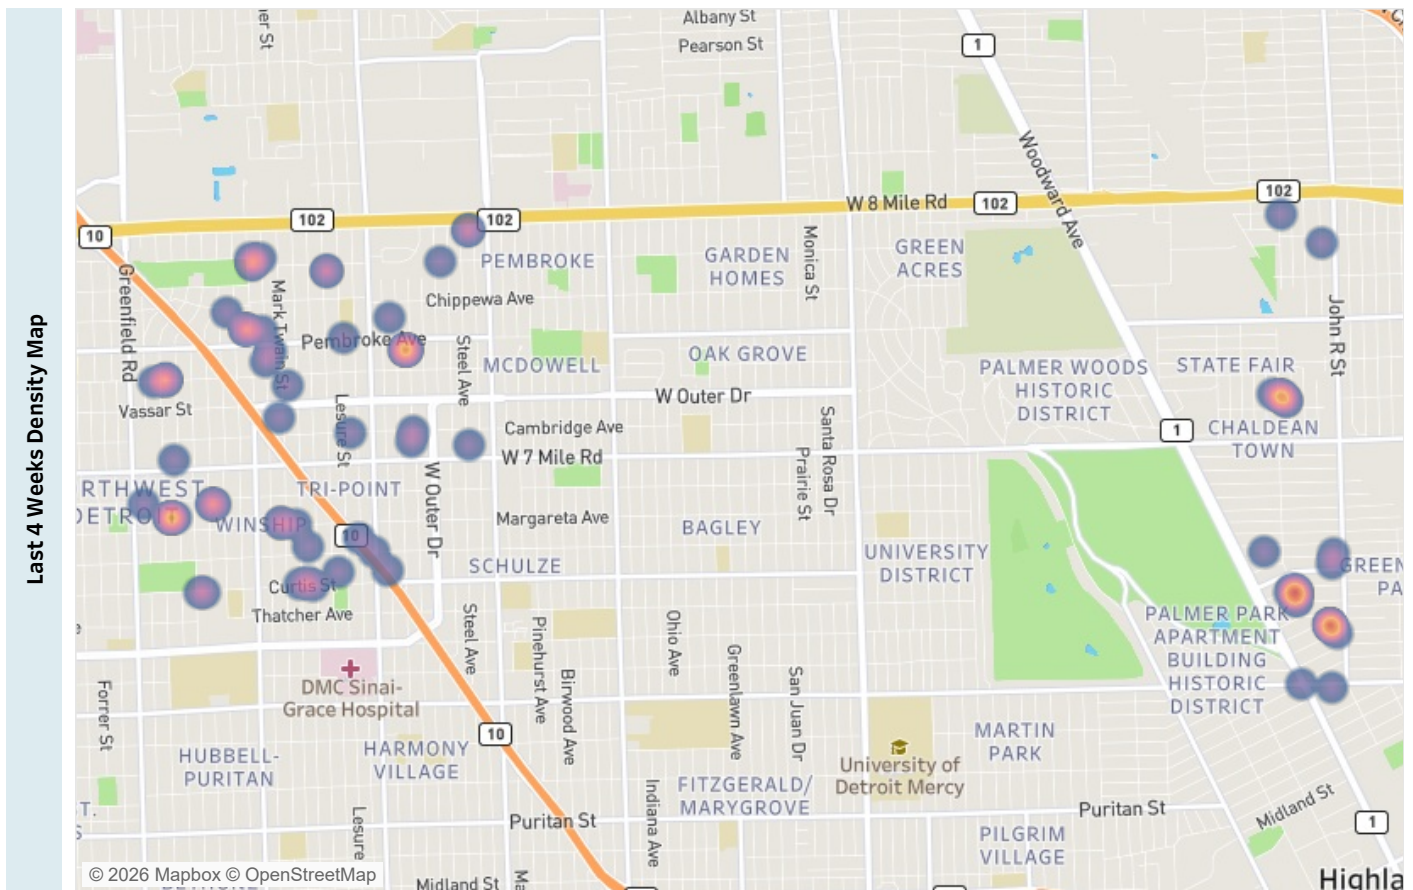 Last 4 Weeks Density Map
Albany St
Pearson St
1
Woodward Ave
102
102
W 8 Mile Rd
102
102
10
Greenfield Rd
Mark Twain St
PEMBROKE
Chippewa Ave
Pembroke Ave
Steel Ave
MCDOWELL
GARDEN
HOMES
Monica St
GREEN
ACRES
OAK GROVE
W Outer Dr
PALMER WOODS
HISTORIC
DISTRICT
STATE FAIR
John R St
CHALDEAN
TOWN
1
Vassar St
Lesure St
Cambridge Ave
W 7 Mile Rd
Santa Rosa Dr
Prairie St
RTHWEST
DETROIT
TRI-POINT
WINSHIP
10
W Outer Dr
Margareta Ave
BAGLEY
SCHULZE
UNIVERSITY
DISTRICT
Curtis St
Thatcher Ave
GREEN
PA
PALMER PARK
APARTMENT
BUILDING
HISTORIC
DISTRICT
Steel Ave
Pinehurst Ave
Birwood Ave
Ohio Ave
Greenlawn Ave
San Juan Dr
DMC Sinai-
Grace Hospital
Forrer St
10
HUBBELL-
PURITAN
HARMONY
VILLAGE
MARTIN
PARK
University of
Detroit Mercy
FITZGERALD/
MARYGROVE
Indiana Ave
Lesure
Puritan St
Puritan St
Midland St
1
PILGRIM
VILLAGE
Midland St
Highla
© 2026 Mapbox © OpenStreetMap